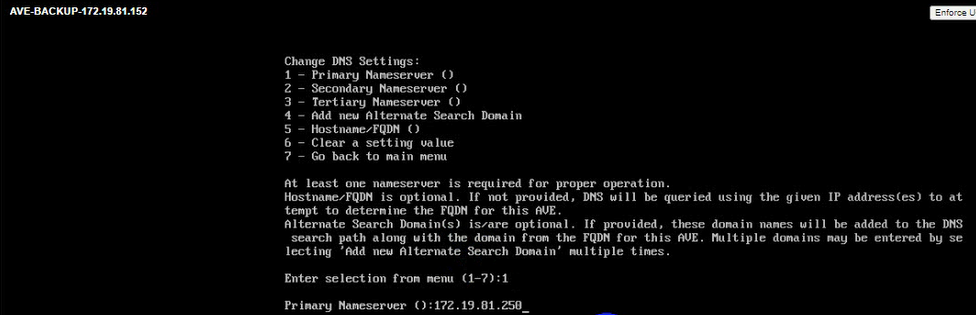 AVE-BACKUP-172.19.81.152
Enforce U
Change DNS Settings:
1 - Primary Nameserver ()
2 - Secondary Nameserver ()
3 - Tertiary Nameserver ()
4 - Add new Alternate Search Domain
5 - Hostname/FQDN ()
6 - Clear a setting value
7 - Go back to main menu
At least one nameserver is required for proper operation.
Hostname/FQDN is optional. If not provided, DNS will be queried using the given IP address(es) to at
tempt to determine the FQDN for this AVE.
Alternate Search Domain(s) is/are optional. If provided, these domain names will be added to the DNS
 search path along with the domain from the FQDN for this AVE. Multiple domains may be entered by se
lecting 'Add new Alternate Search Domain' multiple times.
Enter selection from menu (1-7):1
Primary Nameserver ():172.19.81.250_